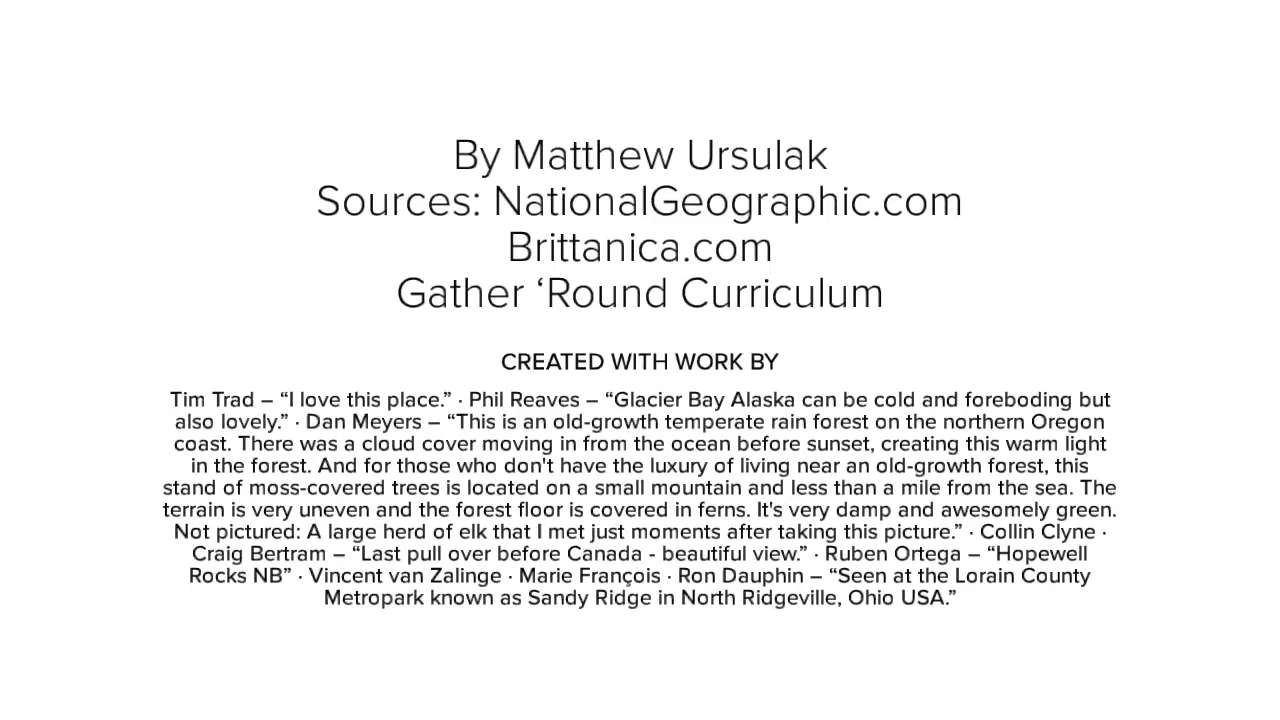 By Matthew Ursulak
Sources: NationalGeographic.com
Brittanica.com
Gather ‘Round Curriculum
CREATED WITH WORK BY
Tim Trad – “I love this place.” · Phil Reaves – “Glacier Bay Alaska can be cold and foreboding but
also lovely.” · Dan Meyers – “This is an old-growth temperate rain forest on the northern Oregon
coast. There was a cloud cover moving in from the ocean before sunset, creating this warm light
in the forest. And for those who don't have the luxury of living near an old-growth forest, this
stand of moss-covered trees is located on a small mountain and less than a mile from the sea. The
terrain is very uneven and the forest floor is covered in ferns. It's very damp and awesomely green.
Not pictured: A large herd of elk that I met just moments after taking this picture.” · Collin Clyne ·
Craig Bertram – “Last pull over before Canada - beautiful view.” · Ruben Ortega – “Hopewell
Rocks NB” · Vincent van Zalinge · Marie François · Ron Dauphin – “Seen at the Lorain County
Metropark known as Sandy Ridge in North Ridgeville, Ohio USA.”